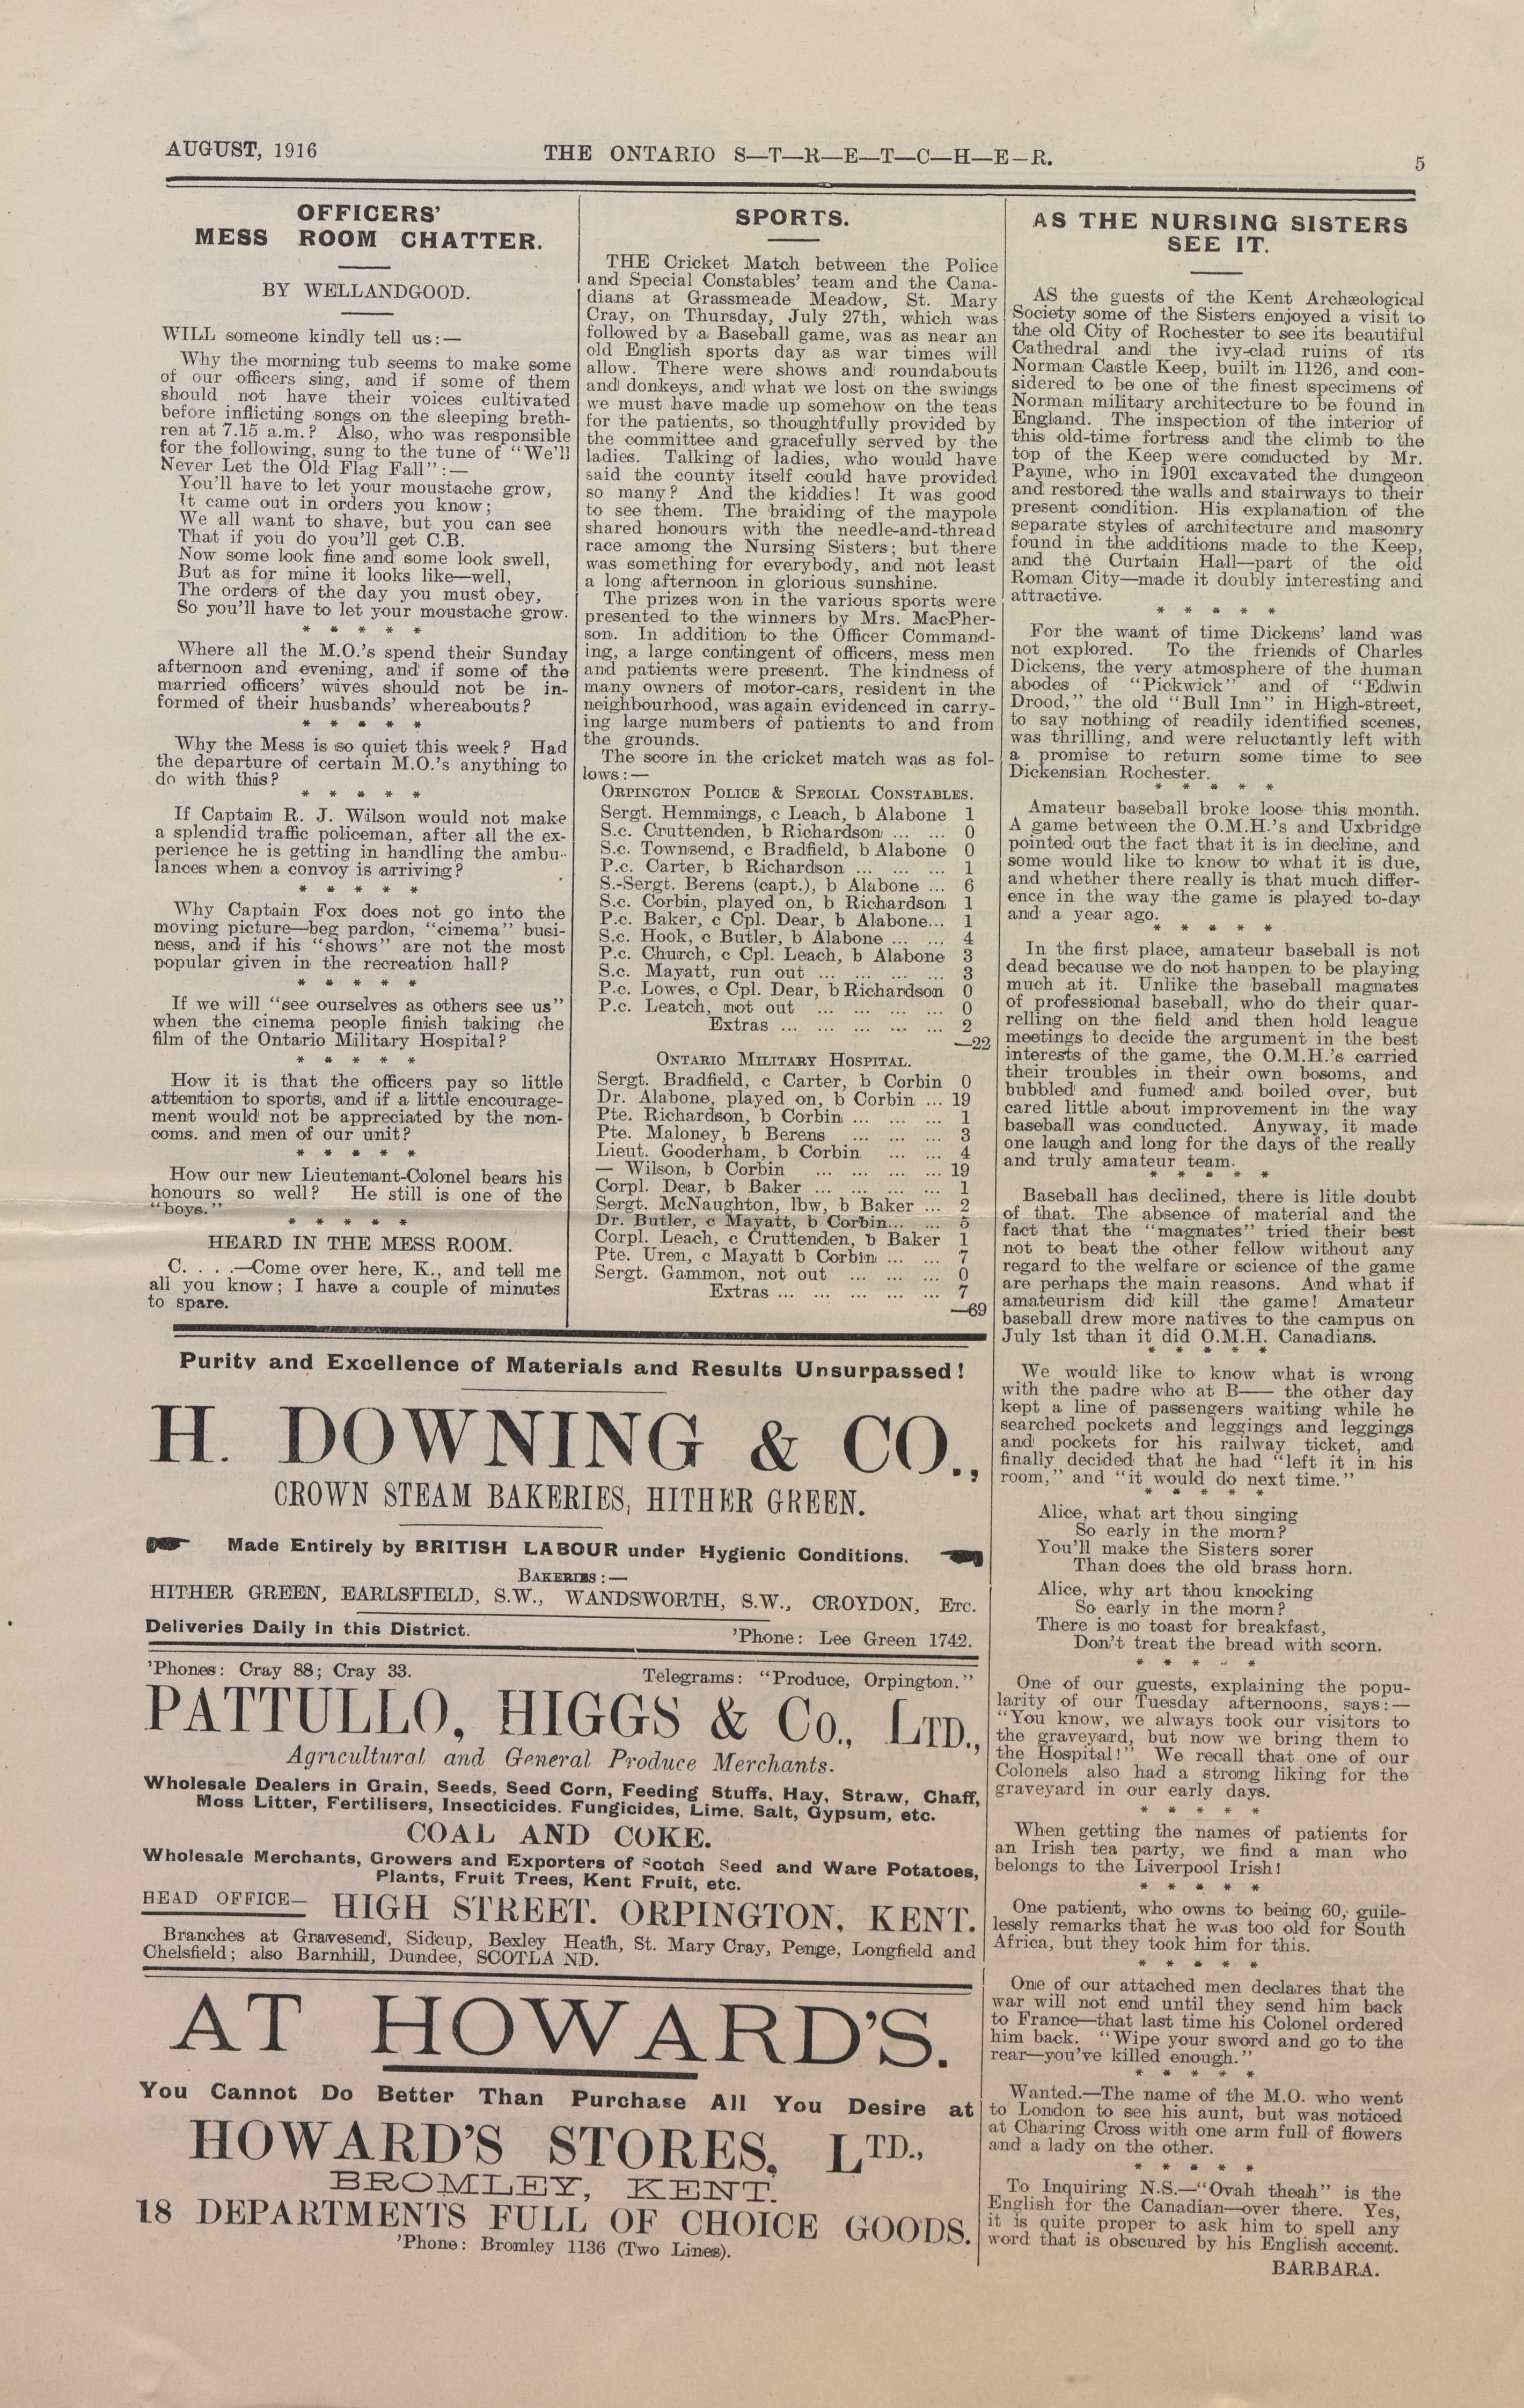 AUGUST, 1916
THE ONTARIO S—T—R—E—T—C—H—E—R.
5
OFFICERS'
MESS ROOM CHATTER.
BY WELLANDGOOD.
WILL someone kindly tell us:—
Why the morning tub seems to make some
of our officers sing, and if some of them
should not have their voices cultivated
before inflicting songs on the sleeping breth-
ren at 7.15 a.m.? Also, who was responsible
for the following, sung to the tune of "We'll
Never Let the Old Flag Fall":—
You'll have to let your moustache grow,
It came out in orders you know;
We all want to shave, but you can see
That if you do you'll get C.B.
Now some look fine and some look swell,
But as for mine it looks like—well,
The orders of the day you must obey,
So you'll have to let your moustache grow.
* * * * *
Where all the M.O.'s spend their Sunday
afternoon and evening, and if some of the
married officers' wives should not be in-
formed of their husbands' whereabouts?
* * * * *
Why the Mess is so quiet this week? Had
the departure of certain M.O.'s anything to
do with this?
* * * * *
If Captain R. J. Wilson would not make
a splendid traffic policeman, after all the ex-
perience he is getting in handling the ambu-
lances when a convoy is arriving?
* * * * *
Why Captain Fox does not go into the
moving picture—beg pardon, "cinema" busi-
ness, and if his "shows" are not the most
popular given in the recreation hall?
* * * * *
If we will "see ourselves as others see us"
when the cinema people finish taking the
film of the Ontario Military Hospital?
* * * * *
How it is that the officers pay so little
attention to sports, and if a little encourage-
ment would not be appreciated by the non-
coms. and men of our unit?
* * * * *
How our new Lieutenant-Colonel bears his
honours so well? He still is one of the
"boys."
* * * * *
HEARD IN THE MESS ROOM.
C. . . .—Come over here, K., and tell me
all you know; I have a couple of minutes
to spare.
SPORTS.
THE Cricket Match between the Police
and Special Constables' team and the Cana-
dians at Grassmeade Meadow, St. Mary
Cray, on Thursday, July 27th, which was
followed by a Baseball game, was as near an
old English sports day as war times will
allow. There were shows and roundabouts
and donkeys, and what we lost on the swings
we must have made up somehow on the teas
for the patients, so thoughtfully provided by
the committee and gracefully served by the
ladies. Talking of ladies, who would have
said the county itself could have provided
so many? And the kiddies! It was good
to see them. The braiding of the maypole
shared honours with the needle-and-thread
race among the Nursing Sisters; but there
was something for everybody, and not least
a long afternoon in glorious sunshine.
The prizes won in the various sports were
presented to the winners by Mrs. MacPher-
son. In addition to the Officer Command-
ing, a large contingent of officers, mess men
and patients were present. The kindness of
many owners of motor-cars, resident in the
neighbourhood, was again evidenced in carry-
ing large numbers of patients to and from
the grounds.
The score in the cricket match was as fol-
lows:—
ORPINGTON POLICE & SPECIAL CONSTABLES.
Sergt. Hemmings, c Leach, b Alabone 1
S.c. Cruttenden, b Richardson ... ... 0
S.c. Townsend, c Bradfield, b Alabone 0
P.c. Carter, b Richardson ... ... ... 1
S.-Sergt. Berens (capt.), b Alabone ... 6
S.c. Corbin, played on, b Richardson 1
P.c. Baker, c Cpl. Dear, b Alabone... 1
S.c. Hook, c Butler, b Alabone ... ... 4
P.c. Church, c Cpl. Leach, b Alabone 3
S.c. Mayatt, run out ... ... ... ... 3
P.c. Lowes, c Cpl. Dear, b Richardson 0
P.c. Leatch, not out ... ... ... ... 0
Extras ... ... ... ... ... 2
—22
ONTARIO MILITARY HOSPITAL.
Sergt. Bradfield, c Carter, b Corbin 0
Dr. Alabone, played on, b Corbin ... 19
Pte. Richardson, b Corbin ... ... ... 1
Pte. Maloney, b Berens ... ... ... 3
Lieut. Gooderham, b Corbin ... ... 4
— Wilson, b Corbin ... ... ... ... 19
Corpl. Dear, b Baker ... ... ... ... 1
Sergt. McNaughton, lbw, b Baker ... 2
Dr. Butler, c Mayatt, b Corbin... ... 5
Corpl. Leach, c Cruttenden, b Baker 1
Pte. Uren, c Mayatt b Corbin ... ... 7
Sergt. Gammon, not out ... ... ... 0
Extras ... ... ... ... ... 7
—69
AS THE NURSING SISTERS
SEE IT.
AS the guests of the Kent Archæological
Society some of the Sisters enjoyed a visit to
the old City of Rochester to see its beautiful
Cathedral and the ivy-clad ruins of its
Norman Castle Keep, built in 1126, and con-
sidered to be one of the finest specimens of
Norman military architecture to be found in
England. The inspection of the interior of
this old-time fortress and the climb to the
top of the Keep were conducted by Mr.
Payne, who in 1901 excavated the dungeon
and restored the walls and stairways to their
present condition. His explanation of the
separate styles of architecture and masonry
found in the additions made to the Keep,
and the Curtain Hall—part of the old
Roman City—made it doubly interesting and
attractive.
* * * * *
For the want of time Dickens' land was
not explored. To the friends of Charles
Dickens, the very atmosphere of the human
abodes of "Pickwick" and of "Edwin
Drood," the old "Bull Inn" in High-street,
to say nothing of readily identified scenes,
was thrilling, and were reluctantly left with
a promise to return some time to see
Dickensian Rochester.
* * * * *
Amateur baseball broke loose this month.
A game between the O.M.H.'s and Uxbridge
pointed out the fact that it is in decline, and
some would like to know to what it is due,
and whether there really is that much differ-
ence in the way the game is played to-day
and a year ago.
* * * * *
In the first place, amateur baseball is not
dead because we do not happen to be playing
much at it. Unlike the baseball magnates
of professional baseball, who do their quar-
relling on the field and then hold league
meetings to decide the argument in the best
interests of the game, the O.M.H.'s carried
their troubles in their own bosoms, and
bubbled and fumed and boiled over, but
cared little about improvement in the way
baseball was conducted. Anyway, it made
one laugh and long for the days of the really
and truly amateur team.
* * * * *
Baseball has declined, there is litle doubt
of that. The absence of material and the
fact that the "magnates" tried their best
not to beat the other fellow without any
regard to the welfare or science of the game
are perhaps the main reasons. And what if
amateurism did kill the game! Amateur
baseball drew more natives to the campus on
July 1st than it did O.M.H. Canadians.
* * * * *
We would like to know what is wrong
with the padre who at B—— the other day
kept a line of passengers waiting while he
searched pockets and leggings and leggings
and pockets for his railway ticket, and
finally decided that he had "left it in his
room," and "it would do next time."
* * * * *
Alice, what art thou singing
So early in the morn?
You'll make the Sisters sorer
Than does the old brass horn.
Alice, why art thou knocking
So early in the morn?
There is no toast for breakfast,
Don't treat the bread with scorn.
* * * * *
One of our guests, explaining the popu-
larity of our Tuesday afternoons, says:—
"You know, we always took our visitors to
the graveyard, but now we bring them to
the Hospital!" We recall that one of our
Colonels also had a strong liking for the
graveyard in our early days.
* * * * *
When getting the names of patients for
an Irish tea party, we find a man who
belongs to the Liverpool Irish!
* * * * *
One patient, who owns to being 60, guile-
lessly remarks that he was too old for South
Africa, but they took him for this.
* * * * *
One of our attached men declares that the
war will not end until they send him back
to France—that last time his Colonel ordered
him back. "Wipe your sword and go to the
rear—you've killed enough."
* * * * *
Wanted.—The name of the M.O. who went
to London to see his aunt, but was noticed
at Charing Cross with one arm full of flowers
and a lady on the other.
* * * * *
To Inquiring N.S.—"Ovah theah" is the
English for the Canadian—over there. Yes,
it is quite proper to ask him to spell any
word that is obscured by his English accent.
BARBARA.
Purity and Excellence of Materials and Results Unsurpassed!
H. DOWNING & CO.,
CROWN STEAM BAKERIES, HITHER GREEN.
Made Entirely by BRITISH LABOUR under Hygienic Conditions.
BAKERIES:—
HITHER GREEN, EARLSFIELD, S.W., WANDSWORTH, S.W., CROYDON, ETC.
Deliveries Daily in this District.
'Phone: Lee Green 1742.
'Phones: Cray 88; Cray 33.
Telegrams: "Produce, Orpington."
PATTULLO, HIGGS & Co., LTD.,
Agricultural and General Produce Merchants.
Wholesale Dealers in Grain, Seeds, Seed Corn, Feeding Stuffs, Hay, Straw, Chaff,
Moss Litter, Fertilisers, Insecticides. Fungicides, Lime, Salt, Gypsum, etc.
COAL AND COKE.
Wholesale Merchants, Growers and Exporters of Scotch Seed and Ware Potatoes,
Plants, Fruit Trees, Kent Fruit, etc.
HEAD OFFICE—
HIGH STREET. ORPINGTON, KENT.
Branches at Gravesend, Sidcup, Bexley Heath, St. Mary Cray, Penge, Longfield and
Chelsfield; also Barnhill, Dundee, SCOTLA ND.
AT HOWARD'S.
You Cannot Do Better Than Purchase All You Desire at
HOWARD'S STORES, LTD.,
BROMLEY, KENT.
18 DEPARTMENTS FULL OF CHOICE GOODS.
'Phone: Bromley 1136 (Two Lines).